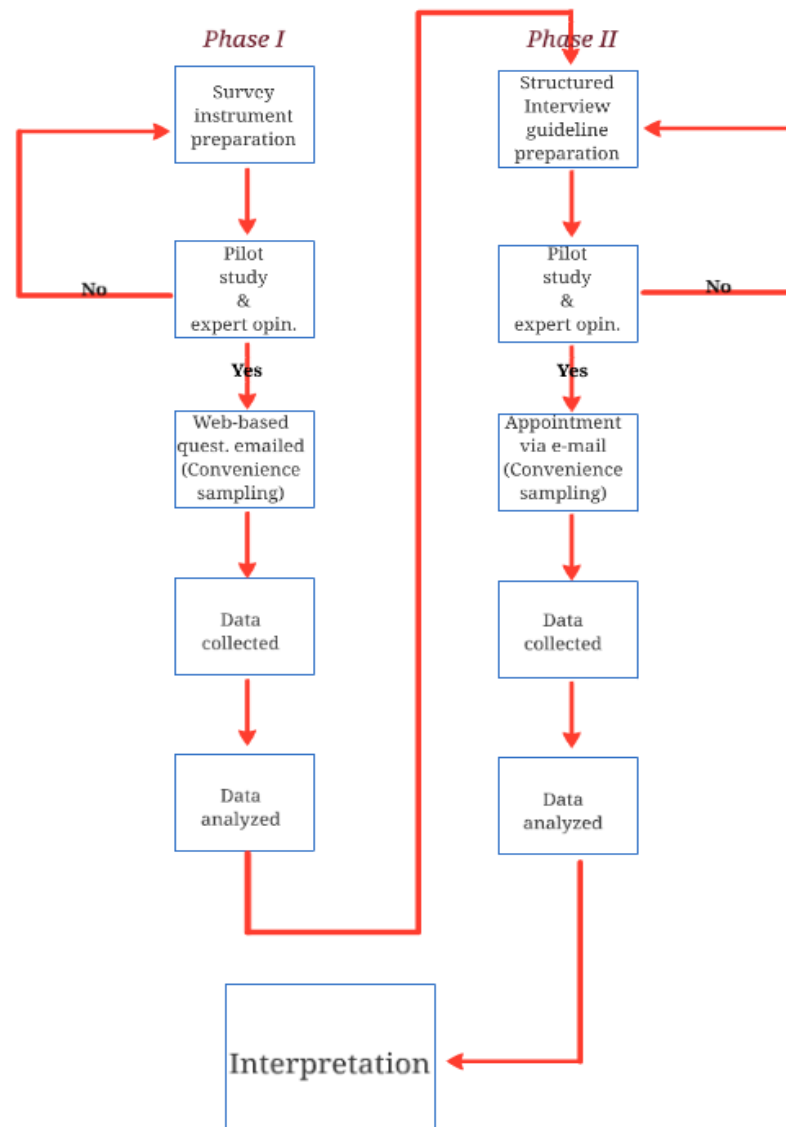 Phase I
Survey
instrument
preparation
Pilot
study
&
expert opin.
No
Yes
Web-based
quest. emailed
(Convenience
sampling)
Data
collected
Data
analyzed
Phase II
Structured
Interview
guideline
preparation
Pilot
study
&
expert opin.
No
Yes
Appointment
via e-mail
(Convenience
sampling)
Data
collected
Data
analyzed
Interpretation